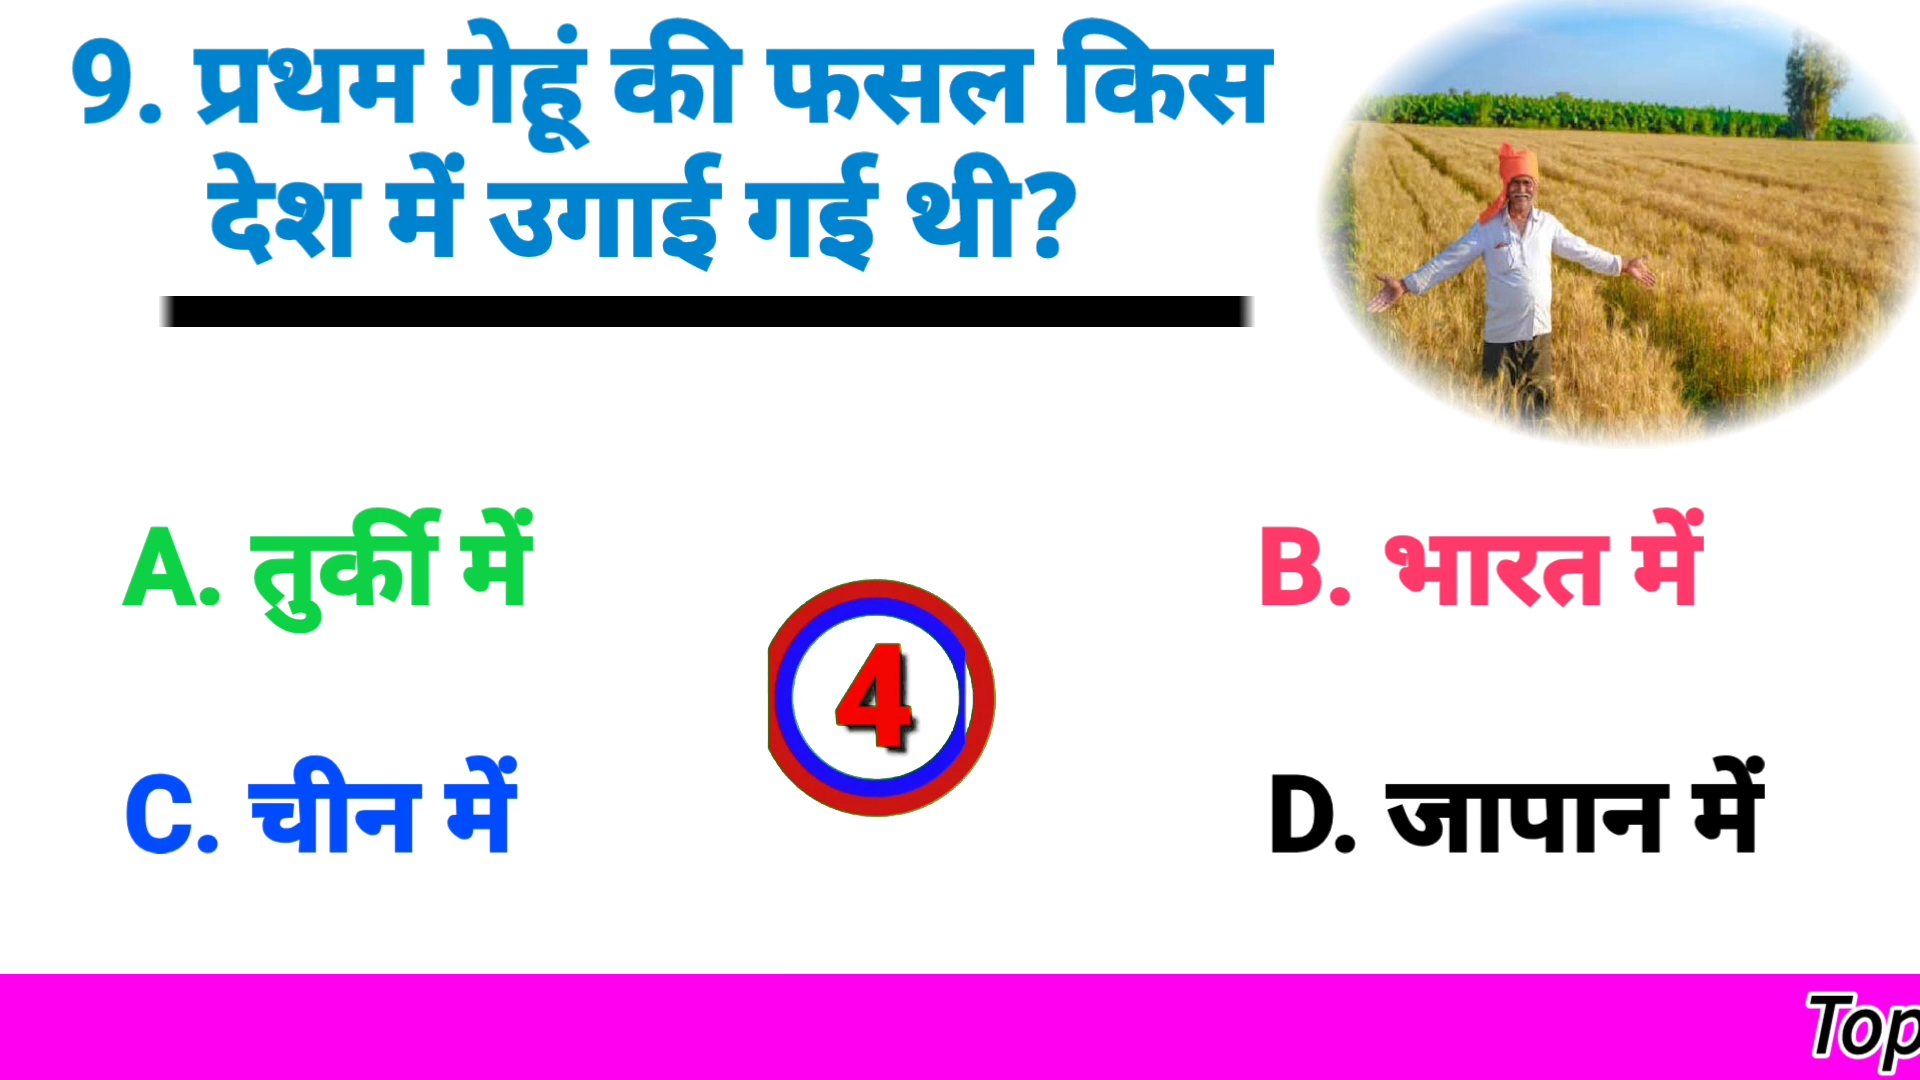 9. प्रथम गेहूं की फसल किस
देश में उगाई गई थी?
A. तुर्की में
B. भारत में
4
C. चीन में
D. जापान में
Top